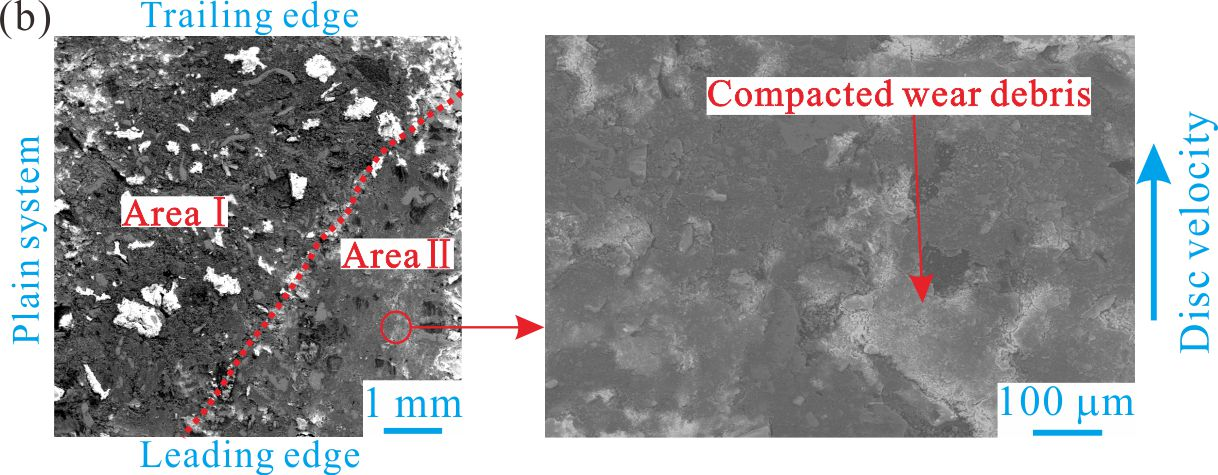 (b)
Trailing edge
Plain system
Area I
Area II
1 mm
Leading edge
Compacted wear debris
100 μm
Disc velocity